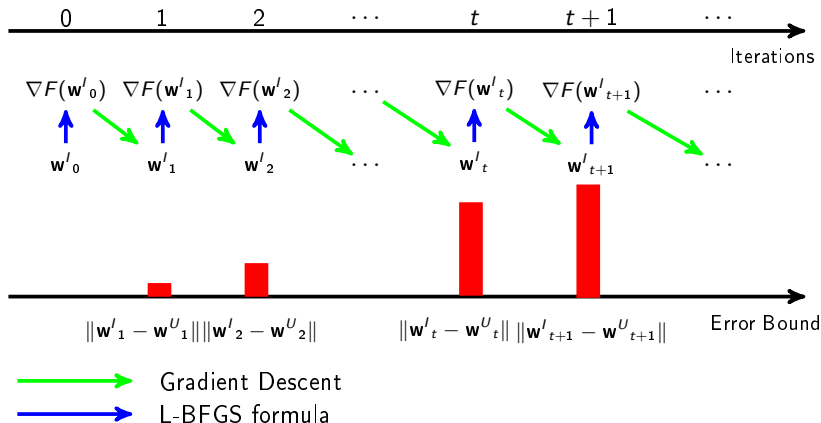 0 1 2 ⋯ t t + 1 ⋯
Iterations
∇F(w^I_0) ∇F(w^I_1) ∇F(w^I_2) ⋯ ∇F(w^I_t) ∇F(w^I_{t+1}) ⋯
w^I_0 w^I_1 w^I_2 ⋯ w^I_t w^I_{t+1} ⋯
‖w^I_1 − w^U_1‖ ‖w^I_2 − w^U_2‖ ‖w^I_t − w^U_t‖ ‖w^I_{t+1} − w^U_{t+1}‖
Error Bound
Gradient Descent
L-BFGS formula